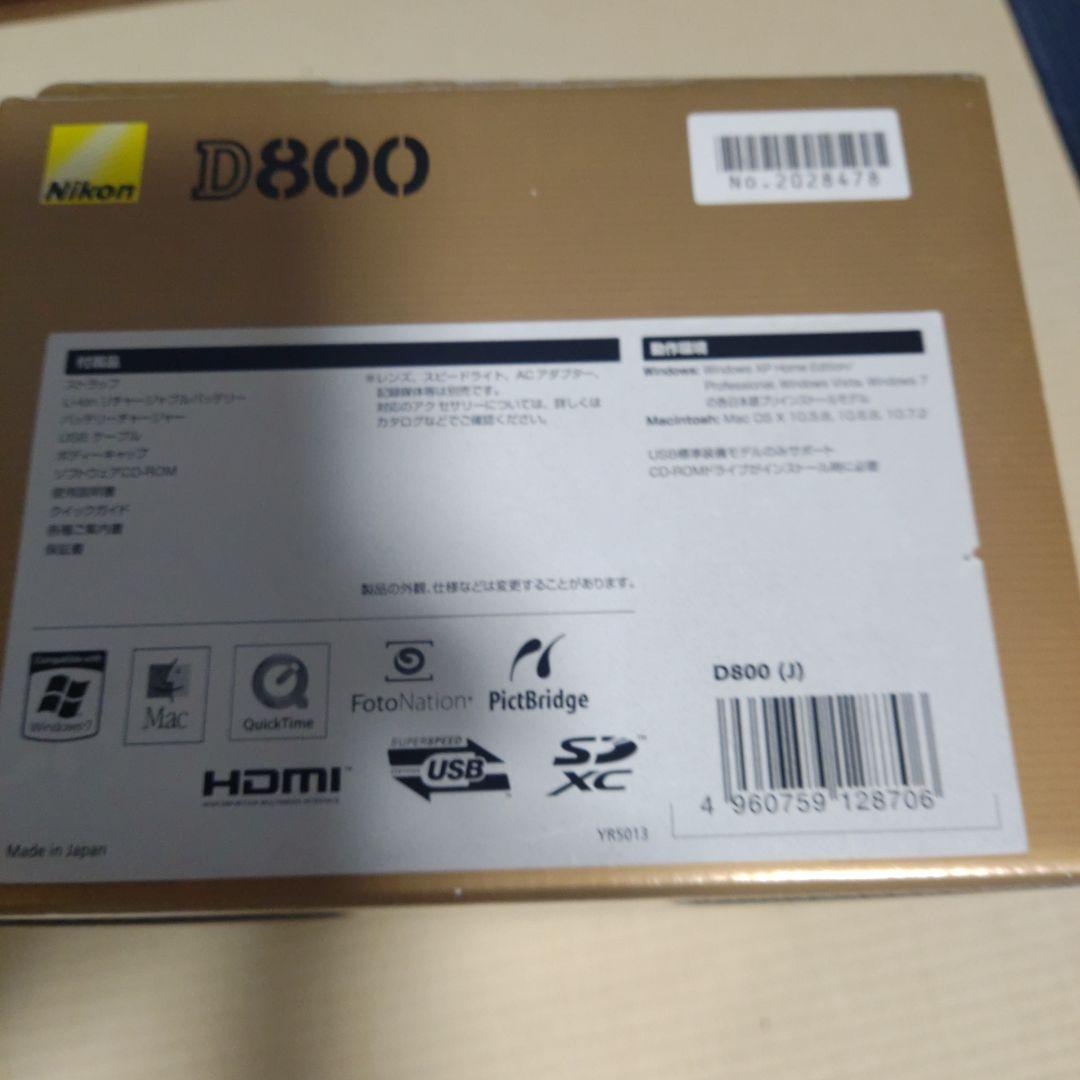 Nikon
D800
No.2028478
付属品
ストラップ
Li-ionリチャージャブルバッテリー
バッテリーチャージャー
USB ケーブル
ボディーキャップ
ソフトウェアCD-ROM
使用説明書
クイックガイド
各種ご案内書
保証書
※レンズ、スピードライト、ACアダプター、
記録媒体等は別売です。
対応のアクセサリーについては、詳しくは
カタログなどでご確認ください。
製品の外観、仕様などは変更することがあります。
動作環境
Windows: Windows XP Home Edition/
Professional, Windows Vista, Windows 7
の各日本語プリインストールモデル
Macintosh: Mac OS X 10.5.8, 10.6.8, 10.7.2
USB標準装備モデルのみサポート
CD-ROMドライブがインストール時に必要
Compatible with
Windows 7
Mac
QuickTime
FotoNation
PictBridge
HDMI
HIGH-DEFINITION MULTIMEDIA INTERFACE
SUPERSPEED
CERTIFIED USB
SD
XC
TM
YR5013
Made in Japan
D800 (J)
4 960759 128706